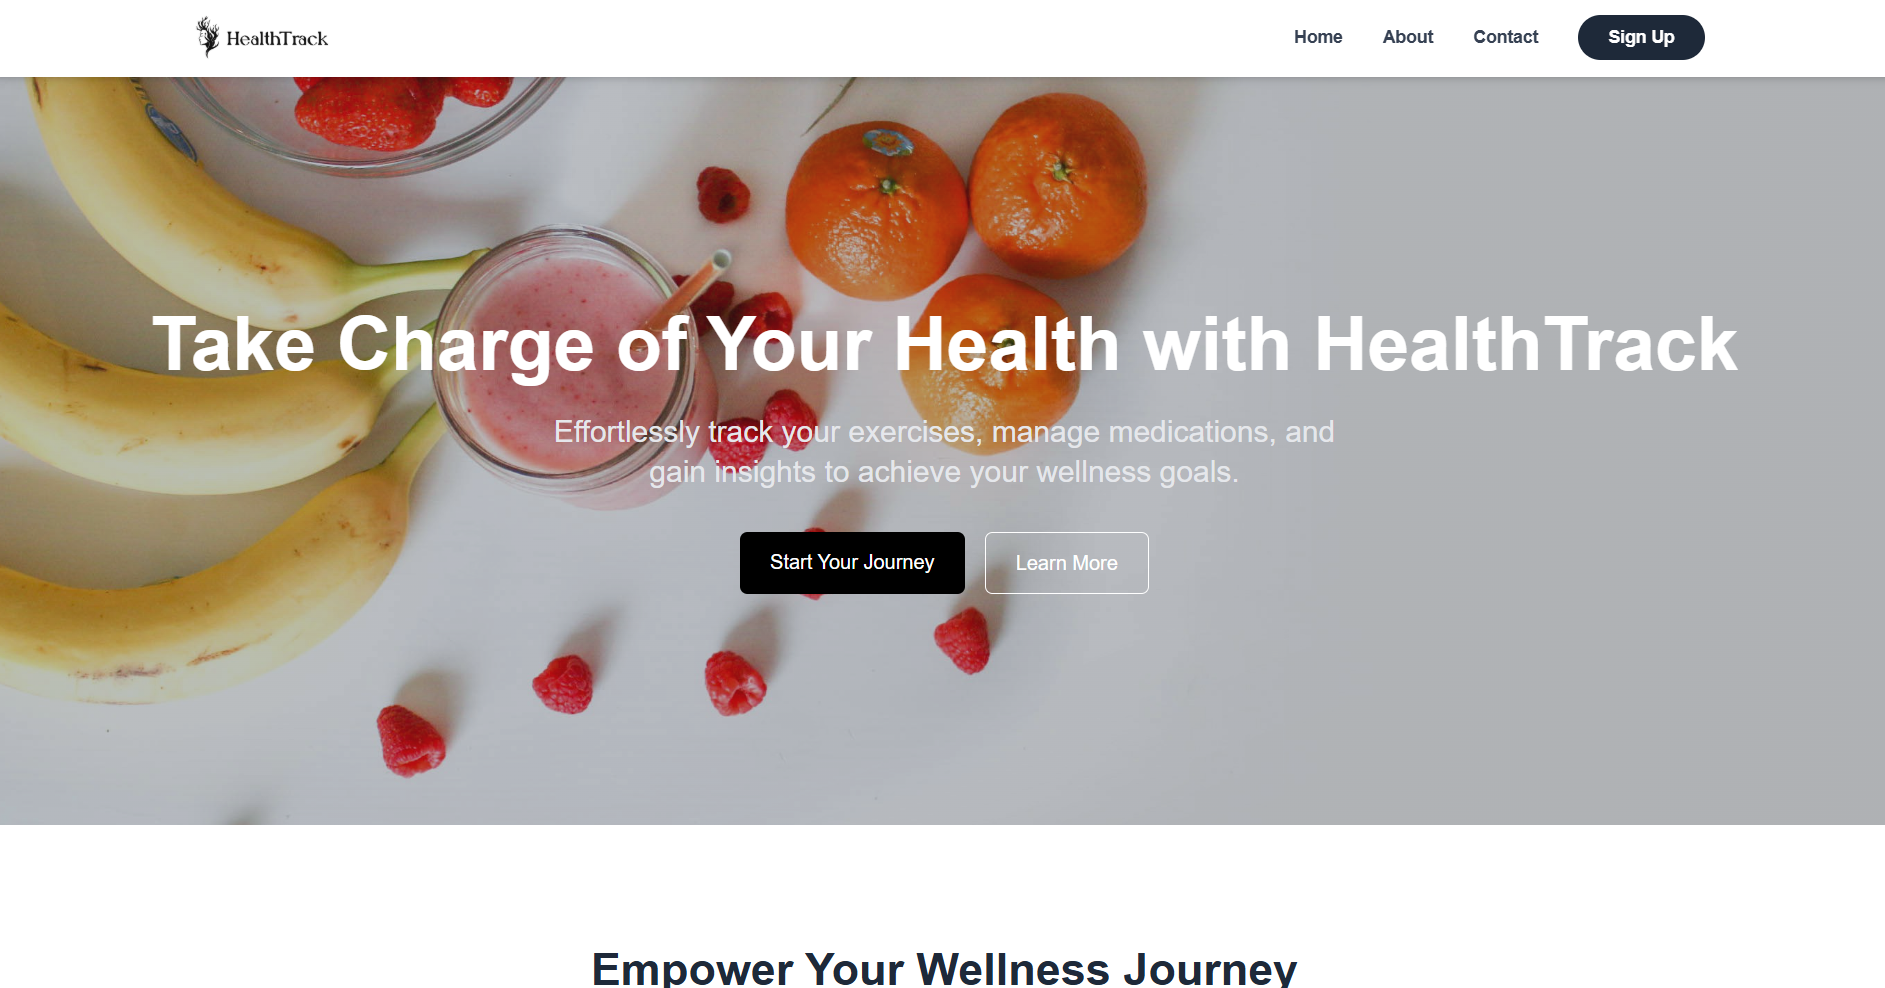 HealthTrack
Home
About
Contact
Sign Up
Take Charge of Your Health with HealthTrack
Effortlessly track your exercises, manage medications, and
gain insights to achieve your wellness goals.
Start Your Journey
Learn More
Empower Your Wellness Journey